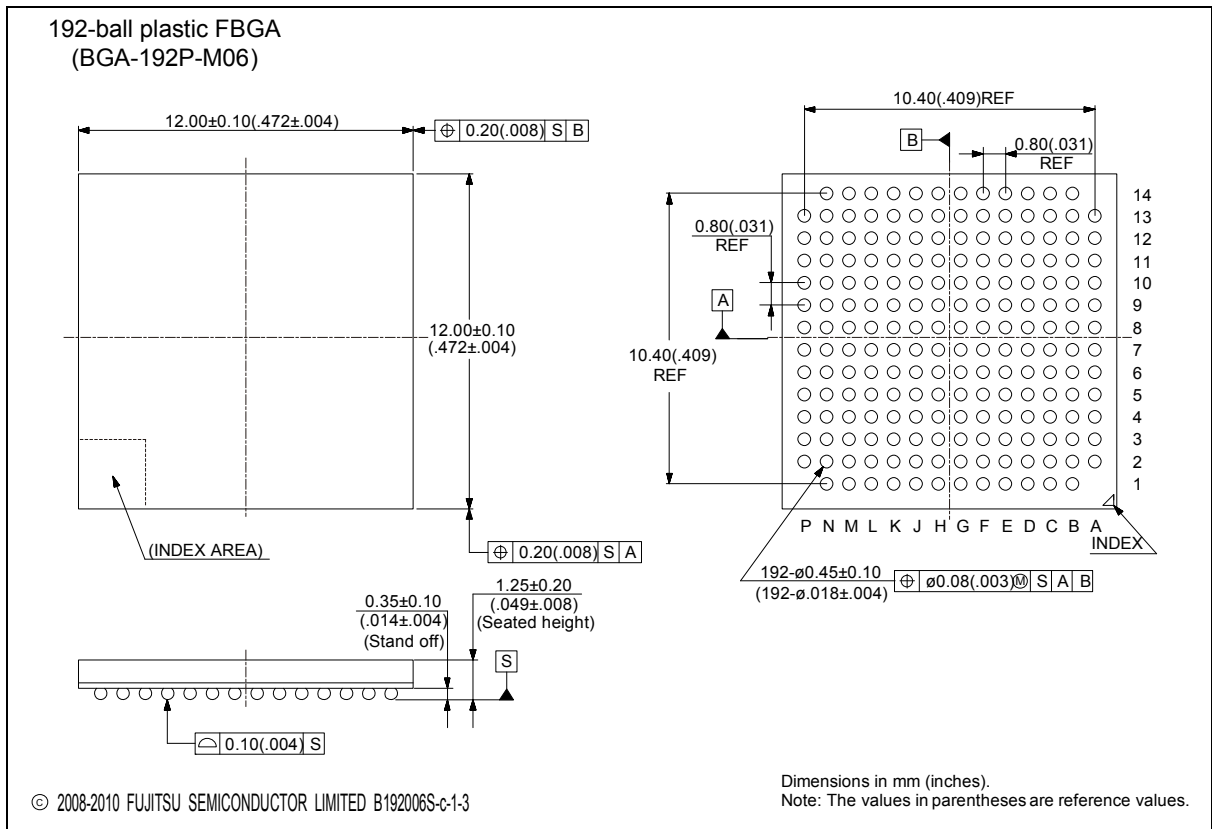 192-ball plastic FBGA
(BGA-192P-M06)
12.00±0.10(.472±.004)
⌖ 0.20(.008) S B
12.00±0.10
(.472±.004)
(INDEX AREA)
⌖ 0.20(.008) S A
0.35±0.10
(.014±.004)
(Stand off)
1.25±0.20
(.049±.008)
(Seated height)
S
⌓ 0.10(.004) S
10.40(.409)REF
B
0.80(.031)
REF
0.80(.031)
REF
A
10.40(.409)
REF
14
13
12
11
10
9
8
7
6
5
4
3
2
1
P N M L K J H G F E D C B A
INDEX
192-ø0.45±0.10
(192-ø.018±.004)
⌖ ø0.08(.003)Ⓜ S A B
Dimensions in mm (inches).
Note: The values in parentheses are reference values.
© 2008-2010 FUJITSU SEMICONDUCTOR LIMITED B192006S-c-1-3